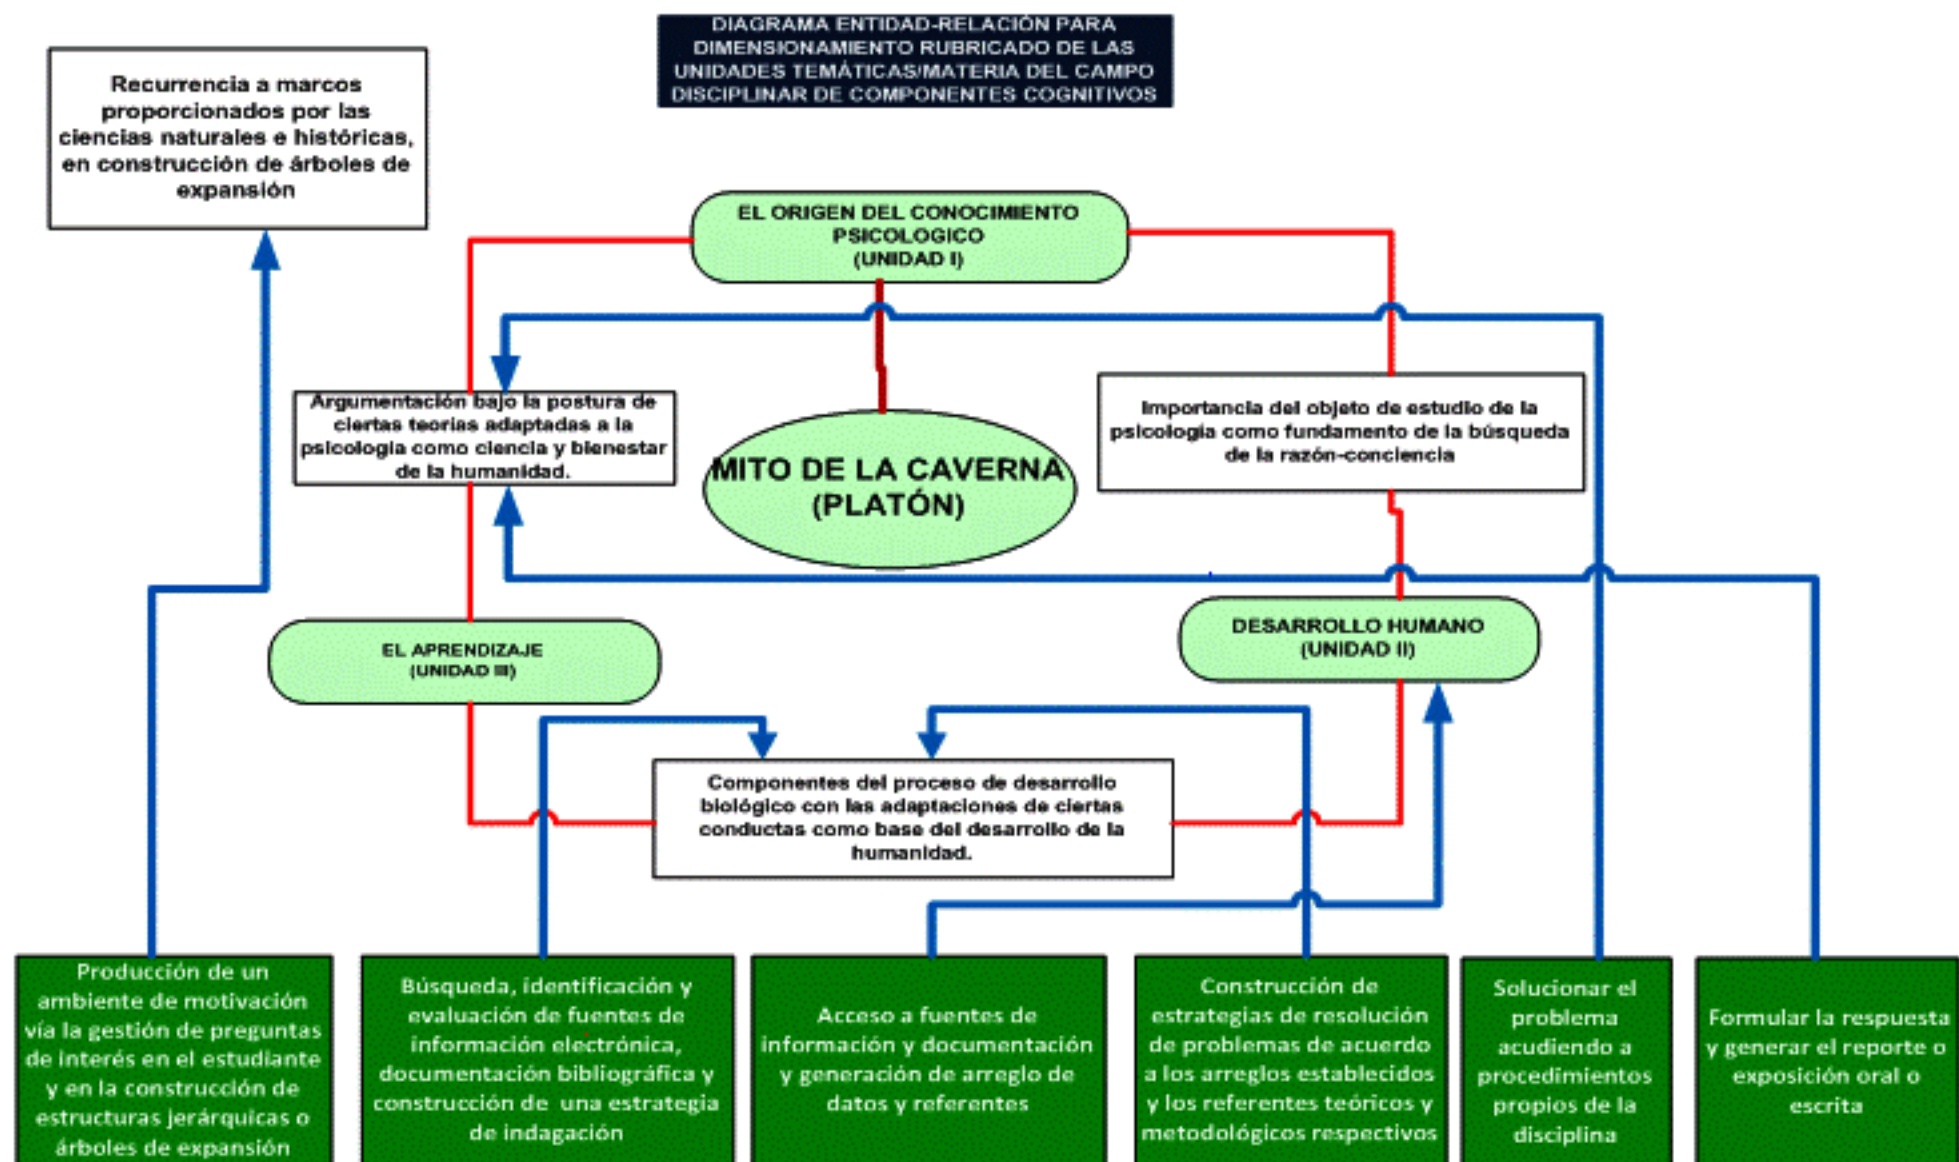 DIAGRAMA ENTIDAD-RELACIÓN PARA
DIMENSIONAMIENTO RUBRICADO DE LAS
UNIDADES TEMÁTICAS/MATERIA DEL CAMPO
DISCIPLINAR DE COMPONENTES COGNITIVOS
Recurrencia a marcos
proporcionados por las
ciencias naturales e históricas,
en construcción de árboles de
expansión
EL ORIGEN DEL CONOCIMIENTO
PSICOLOGICO
(UNIDAD I)
Argumentación bajo la postura de
ciertas teorías adaptadas a la
psicología como ciencia y bienestar
de la humanidad.
MITO DE LA CAVERNA
(PLATÓN)
Importancia del objeto de estudio de la
psicología como fundamento de la búsqueda
de la razón-conciencia
EL APRENDIZAJE
(UNIDAD III)
DESARROLLO HUMANO
(UNIDAD II)
Componentes del proceso de desarrollo
biológico con las adaptaciones de ciertas
conductas como base del desarrollo de la
humanidad.
Producción de un
ambiente de motivación
vía la gestión de preguntas
de interés en el estudiante
y en la construcción de
estructuras jerárquicas o
árboles de expansión
Búsqueda, identificación y
evaluación de fuentes de
información electrónica,
documentación bibliográfica y
construcción de una estrategia
de indagación
Acceso a fuentes de
información y documentación
y generación de arreglo de
datos y referentes
Construcción de
estrategias de resolución
de problemas de acuerdo
a los arreglos establecidos
y los referentes teóricos y
metodológicos respectivos
Solucionar el
problema
acudiendo a
procedimientos
propios de la
disciplina
Formular la respuesta
y generar el reporte o
exposición oral o
escrita